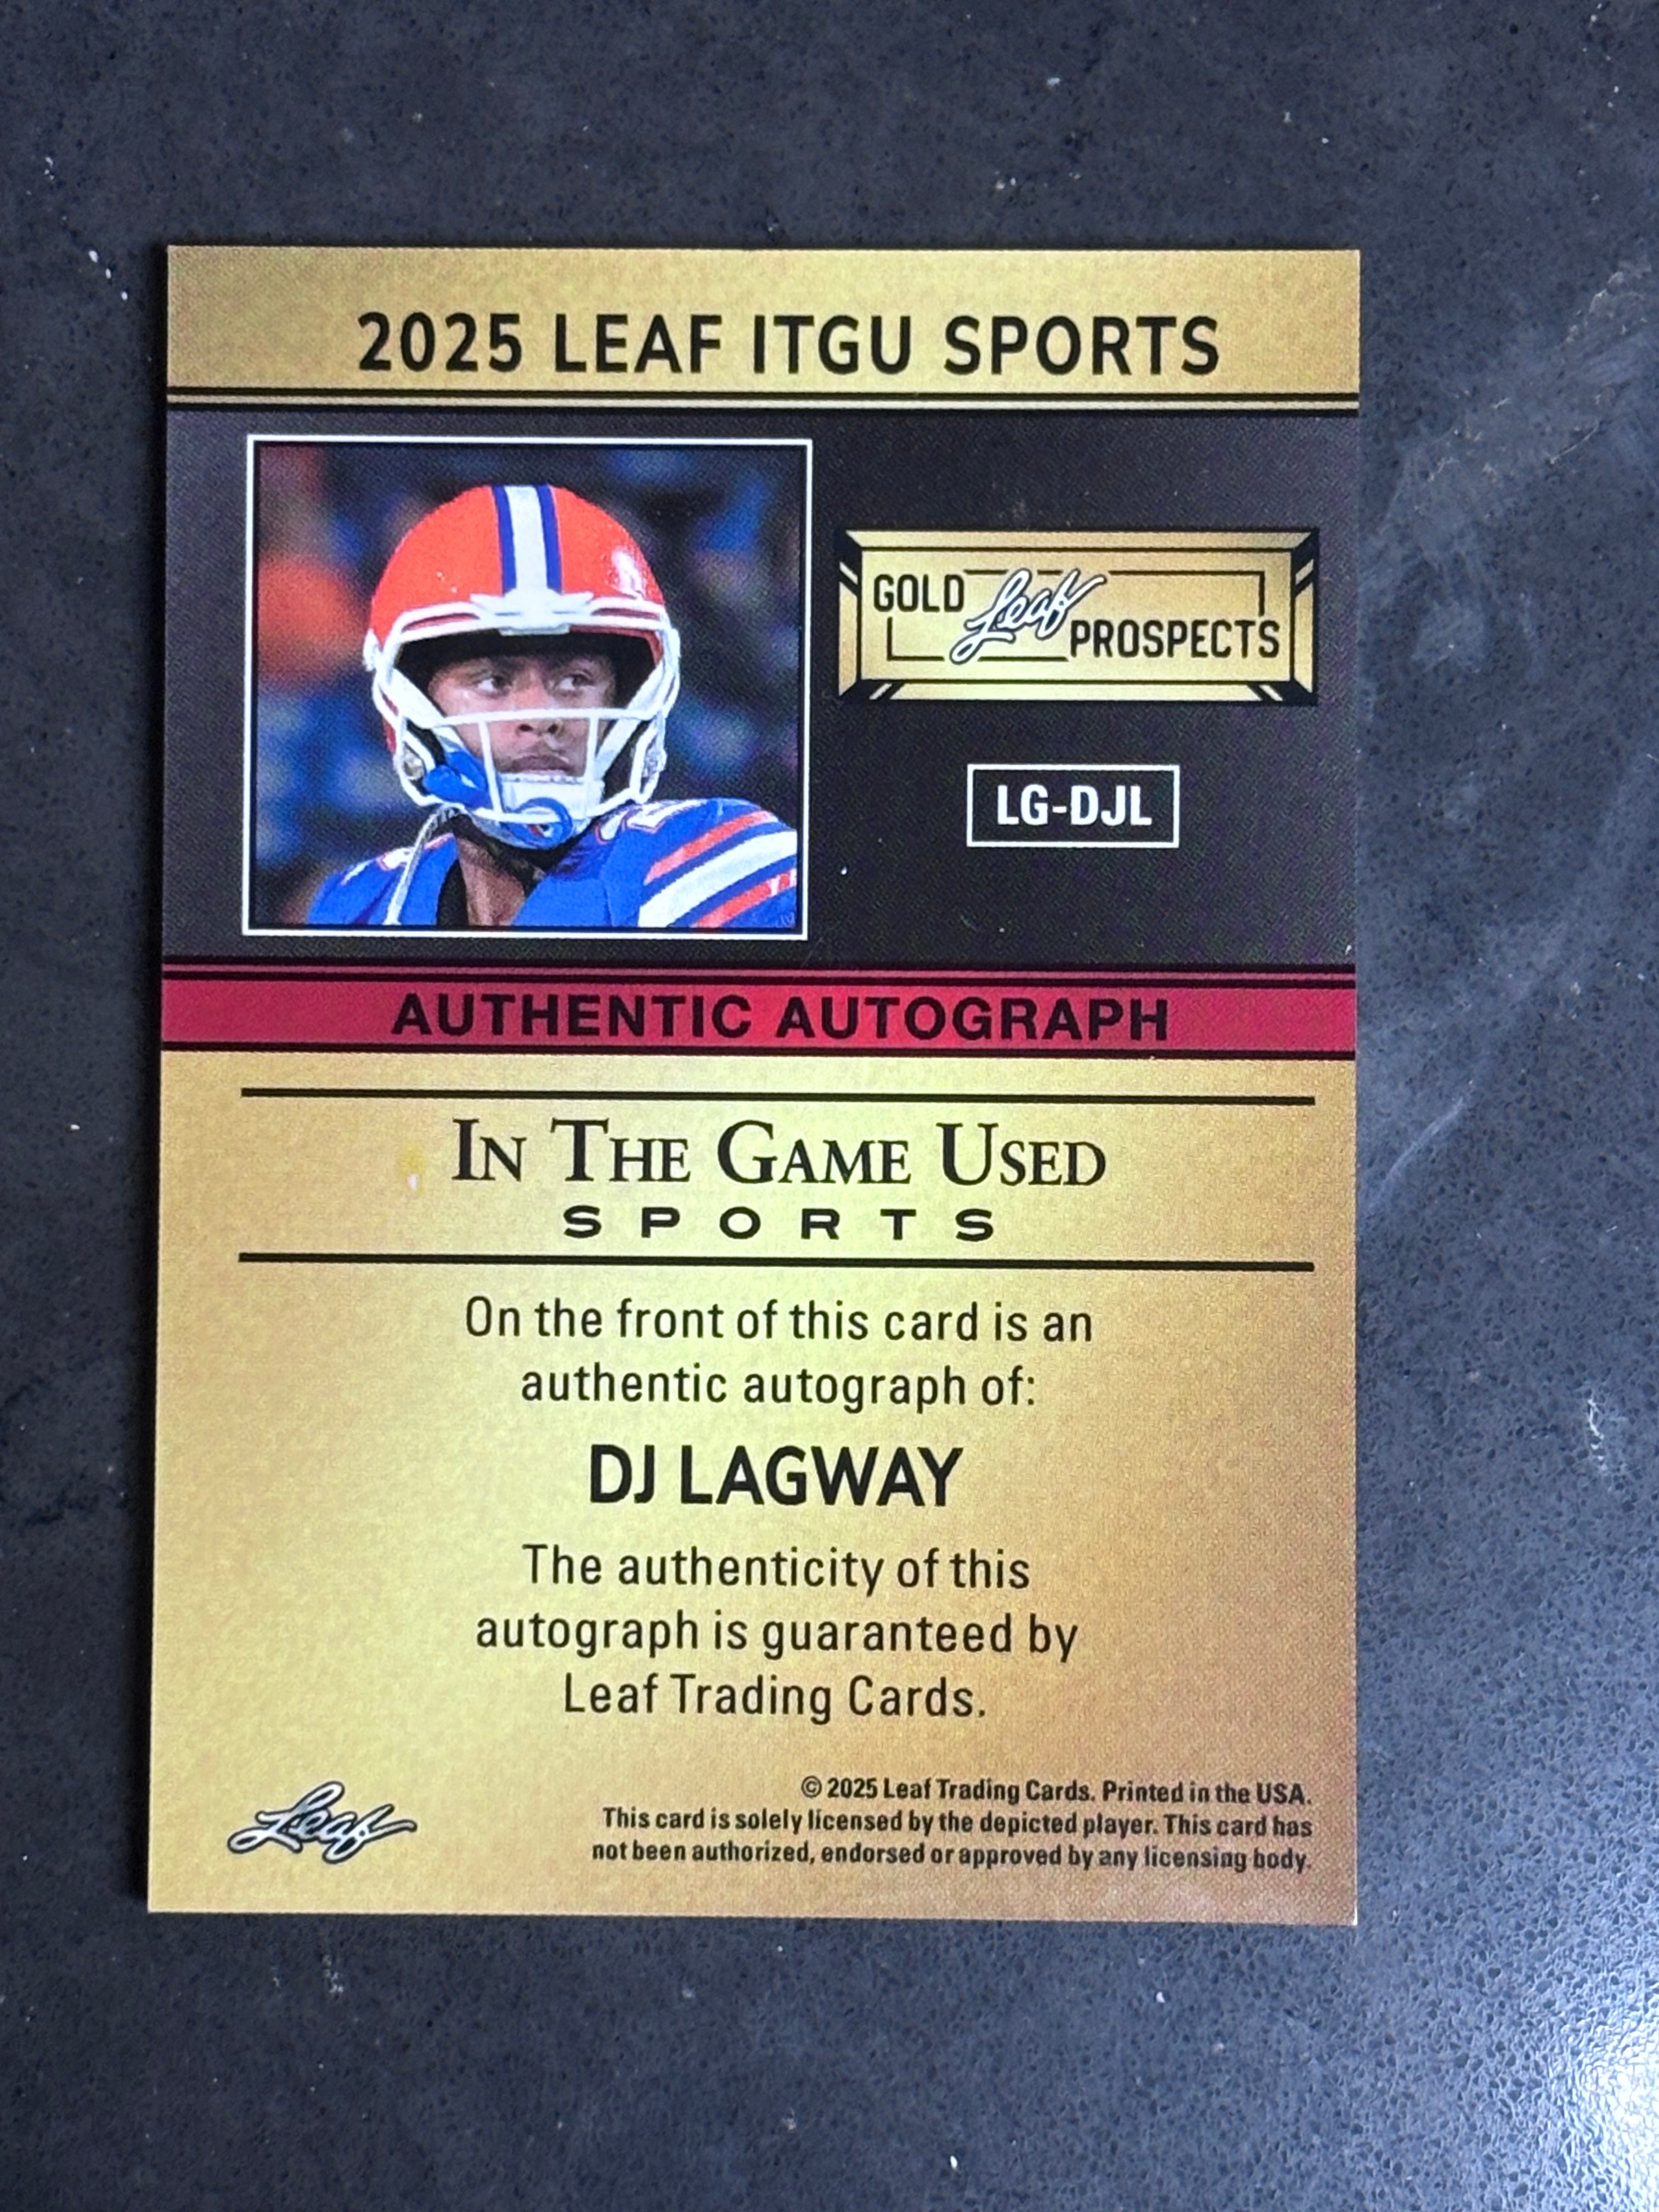 2025 LEAF ITGU SPORTS
GOLD Leaf PROSPECTS
LG-DJL
AUTHENTIC AUTOGRAPH
IN THE GAME USED
SPORTS
On the front of this card is an
authentic autograph of:
DJ LAGWAY
The authenticity of this
autograph is guaranteed by
Leaf Trading Cards.
Leaf
© 2025 Leaf Trading Cards. Printed in the USA.
This card is solely licensed by the depicted player. This card has
not been authorized, endorsed or approved by any licensing body.